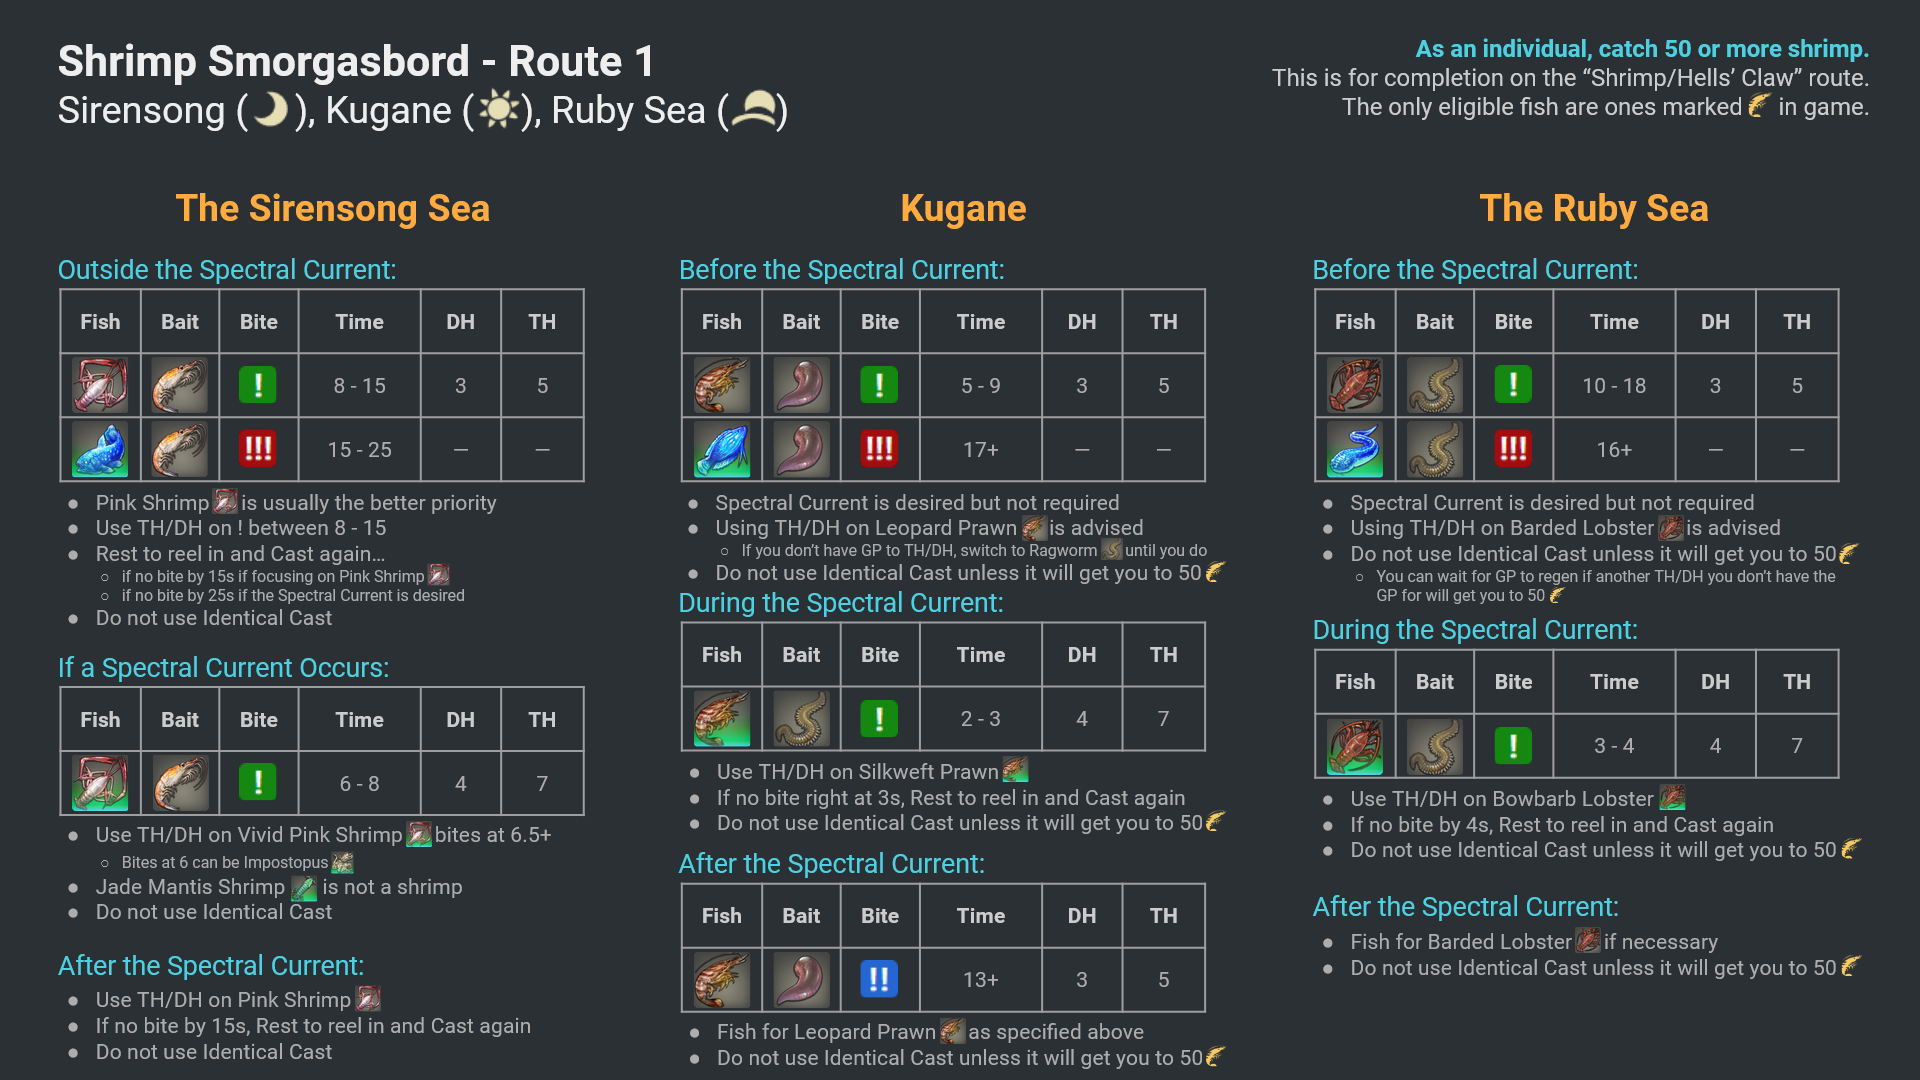 Shrimp Smorgasbord - Route 1
Sirensong ( ), Kugane ( ), Ruby Sea ( )
As an individual, catch 50 or more shrimp.
This is for completion on the “Shrimp/Hells’ Claw” route.
The only eligible fish are ones marked in game.
The Sirensong Sea
Outside the Spectral Current:
Fish Bait Bite Time DH TH
! 8 - 15 3 5
!!! 15 - 25 — —
● Pink Shrimp is usually the better priority
● Use TH/DH on ! between 8 - 15
● Rest to reel in and Cast again…
○ if no bite by 15s if focusing on Pink Shrimp
○ if no bite by 25s if the Spectral Current is desired
● Do not use Identical Cast
If a Spectral Current Occurs:
Fish Bait Bite Time DH TH
! 6 - 8 4 7
● Use TH/DH on Vivid Pink Shrimp bites at 6.5+
○ Bites at 6 can be Impostopus
● Jade Mantis Shrimp is not a shrimp
● Do not use Identical Cast
After the Spectral Current:
● Use TH/DH on Pink Shrimp
● If no bite by 15s, Rest to reel in and Cast again
● Do not use Identical Cast
Kugane
Before the Spectral Current:
Fish Bait Bite Time DH TH
! 5 - 9 3 5
!!! 17+ — —
● Spectral Current is desired but not required
● Using TH/DH on Leopard Prawn is advised
○ If you don’t have GP to TH/DH, switch to Ragworm until you do
● Do not use Identical Cast unless it will get you to 50
During the Spectral Current:
Fish Bait Bite Time DH TH
! 2 - 3 4 7
● Use TH/DH on Silkweft Prawn
● If no bite right at 3s, Rest to reel in and Cast again
● Do not use Identical Cast unless it will get you to 50
After the Spectral Current:
Fish Bait Bite Time DH TH
!! 13+ 3 5
● Fish for Leopard Prawn as specified above
● Do not use Identical Cast unless it will get you to 50
The Ruby Sea
Before the Spectral Current:
Fish Bait Bite Time DH TH
! 10 - 18 3 5
!!! 16+ — —
● Spectral Current is desired but not required
● Using TH/DH on Barded Lobster is advised
● Do not use Identical Cast unless it will get you to 50
○ You can wait for GP to regen if another TH/DH you don’t have the
GP for will get you to 50
During the Spectral Current:
Fish Bait Bite Time DH TH
! 3 - 4 4 7
● Use TH/DH on Bowbarb Lobster
● If no bite by 4s, Rest to reel in and Cast again
● Do not use Identical Cast unless it will get you to 50
After the Spectral Current:
● Fish for Barded Lobster if necessary
● Do not use Identical Cast unless it will get you to 50